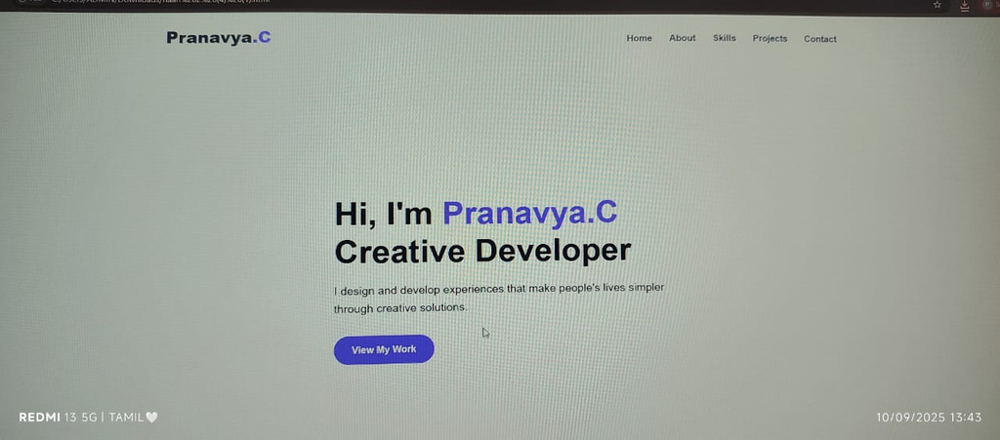 Pranavya.C
Home About Skills Projects Contact
Hi, I'm Pranavya.C
Creative Developer
I design and develop experiences that make people's lives simpler
through creative solutions.
View My Work
REDMI 13 5G | TAMIL🤍
10/09/2025 13:43